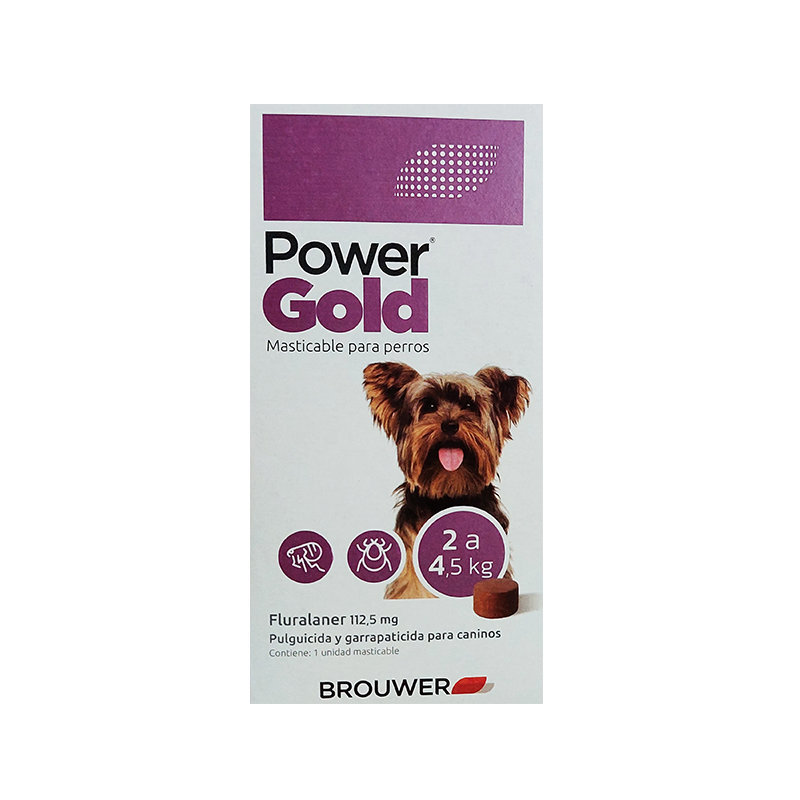 Power®
Gold
Masticable para perros
2 a
4,5 kg
Fluralaner 112,5 mg
Pulguicida y garrapaticida para caninos
Contiene: 1 unidad masticable
BROUWER